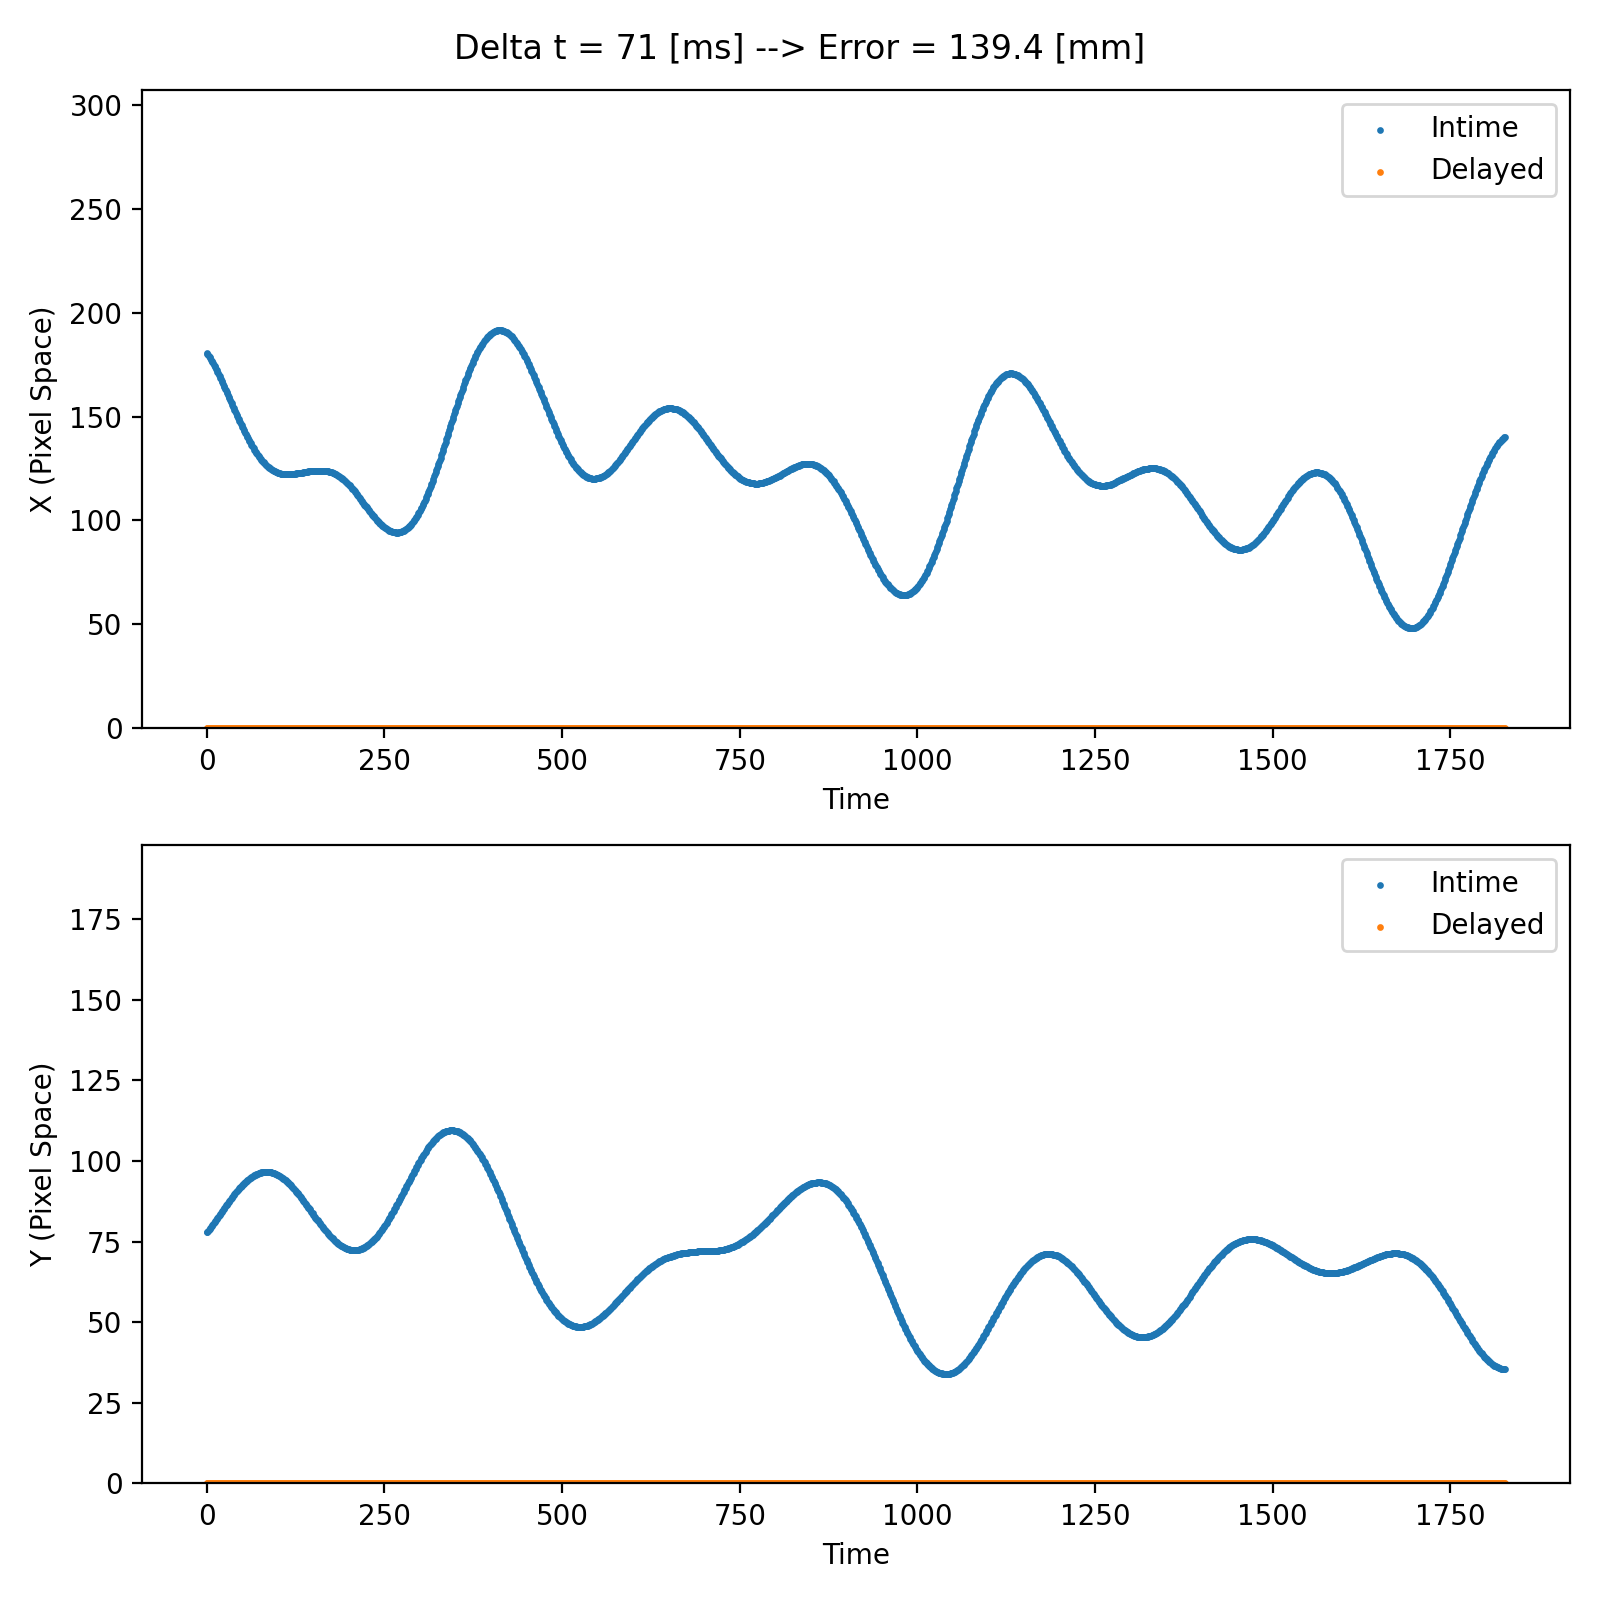 Delta t = 71 [ms] --> Error = 139.4 [mm]
300
250
200
150
100
50
0
X (Pixel Space)
Intime
Delayed
0 250 500 750 1000 1250 1500 1750
Time
175
150
125
100
75
50
25
0
Y (Pixel Space)
Intime
Delayed
0 250 500 750 1000 1250 1500 1750
Time